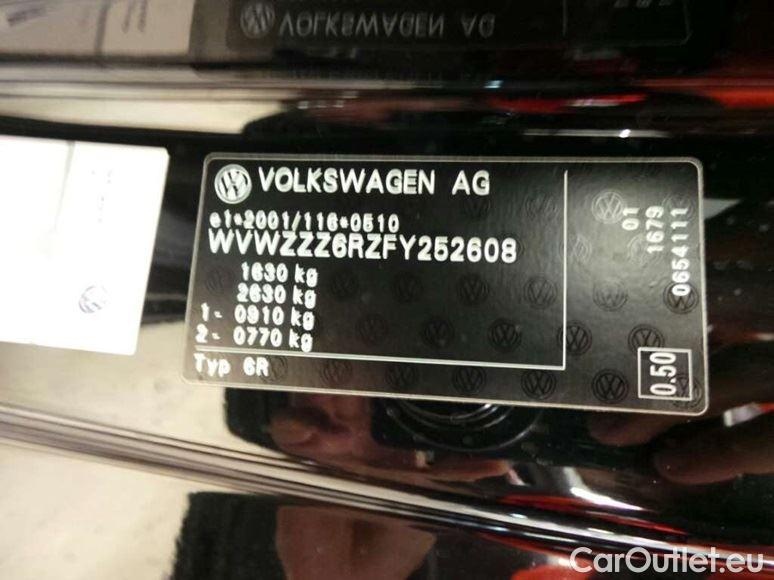 VOLKSWAGEN AG
VOLKSWAGEN AG
e1*2001/116*0510
WVWZZZ6RZFY252608
1630 kg
2630 kg
1- 0910 kg
2- 0770 kg
Typ 6R
01
1679
0654111
0.50
CarOutlet.eu